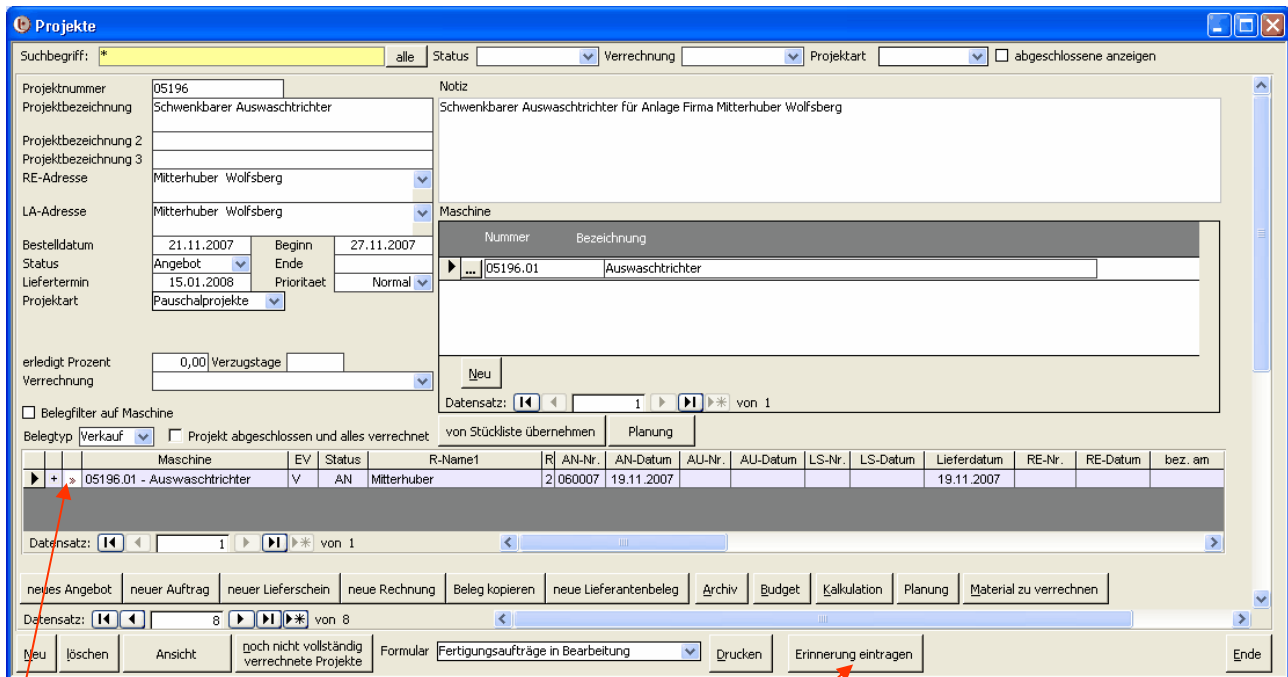 Projekte
Suchbegriff: * alle Status Verrechnung Projektart abgeschlossene anzeigen
Projektnummer 05196
Projektbezeichnung Schwenkbarer Auswaschtrichter
Projektbezeichnung 2
Projektbezeichnung 3
RE-Adresse Mitterhuber Wolfsberg
LA-Adresse Mitterhuber Wolfsberg
Bestelldatum 21.11.2007 Beginn 27.11.2007
Status Angebot Ende
Liefertermin 15.01.2008 Prioritaet Normal
Projektart Pauschalprojekte
erledigt Prozent 0,00 Verzugstage
Verrechnung
Notiz
Schwenkbarer Auswaschtrichter für Anlage Firma Mitterhuber Wolfsberg
Maschine
Nummer Bezeichnung
... 05196.01 Auswaschtrichter
Neu
Datensatz: 1 von 1
Belegfilter auf Maschine
Belegtyp Verkauf Projekt abgeschlossen und alles verrechnet von Stückliste übernehmen Planung
Maschine EV Status R-Name1 R AN-Nr. AN-Datum AU-Nr. AU-Datum LS-Nr. LS-Datum Lieferdatum RE-Nr. RE-Datum bez. am
+ » 05196.01 - Auswaschtrichter V AN Mitterhuber 2 060007 19.11.2007 19.11.2007
Datensatz: 1 von 1
neues Angebot neuer Auftrag neuer Lieferschein neue Rechnung Beleg kopieren neue Lieferantenbeleg Archiv Budget Kalkulation Planung Material zu verrechnen
Datensatz: 8 von 8
Neu löschen Ansicht noch nicht vollständig verrechnete Projekte Formular Fertigungsaufträge in Bearbeitung Drucken Erinnerung eintragen Ende